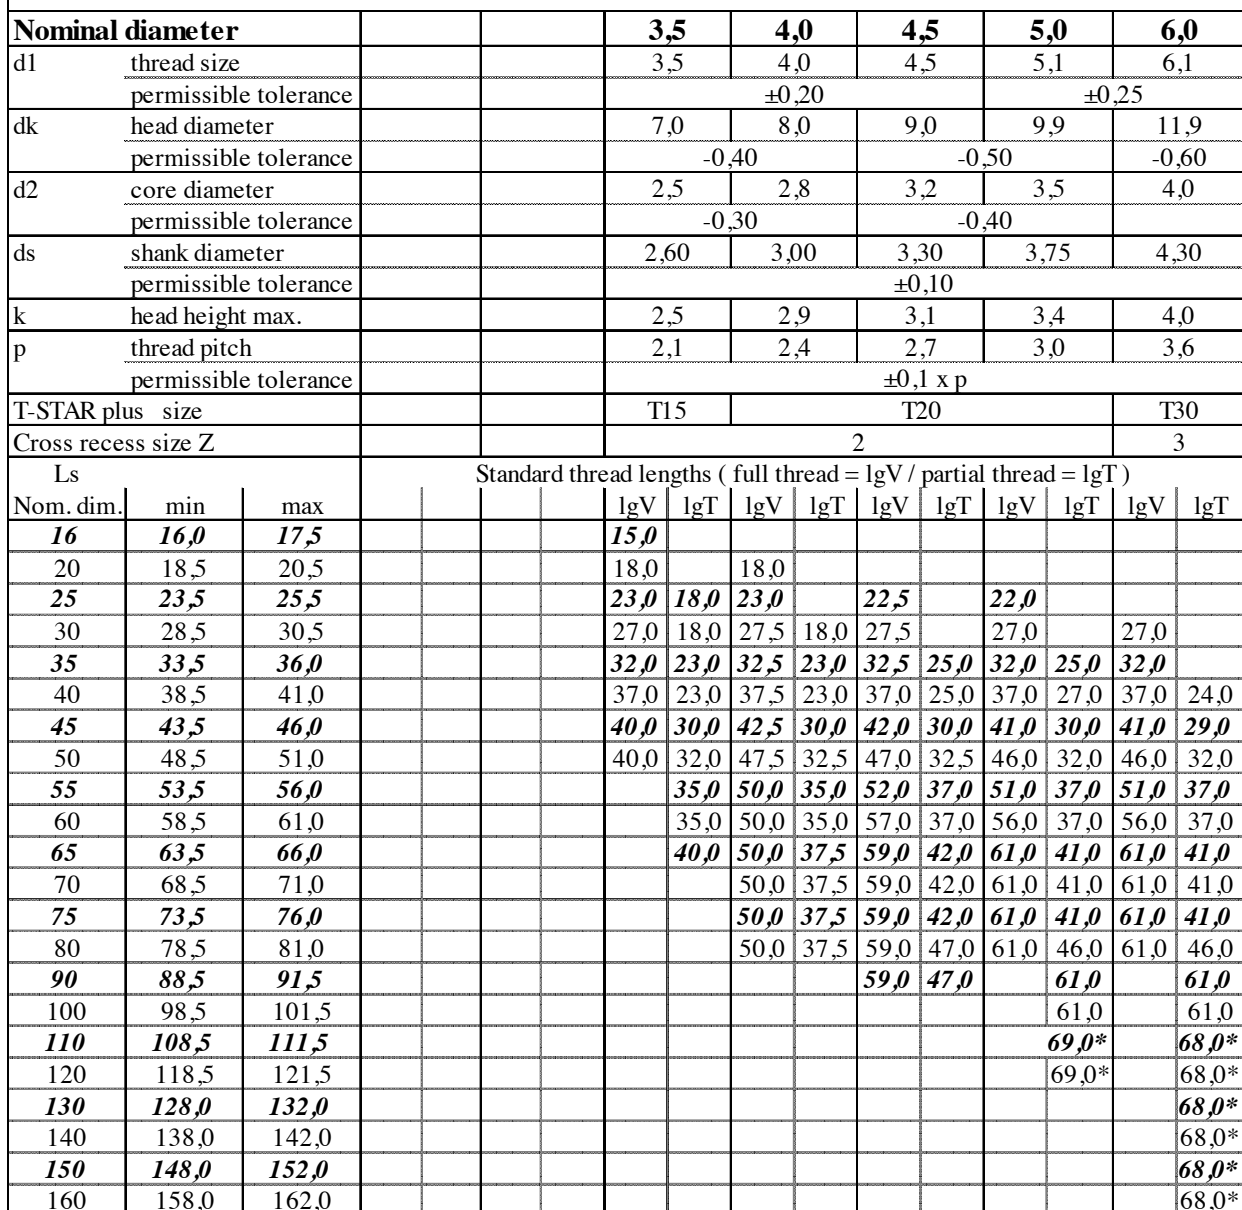 Nominal diameter 3,5 4,0 4,5 5,0 6,0
d1 thread size 3,5 4,0 4,5 5,1 6,1
permissible tolerance ±0,20 ±0,25
dk head diameter 7,0 8,0 9,0 9,9 11,9
permissible tolerance -0,40 -0,50 -0,60
d2 core diameter 2,5 2,8 3,2 3,5 4,0
permissible tolerance -0,30 -0,40
ds shank diameter 2,60 3,00 3,30 3,75 4,30
permissible tolerance ±0,10
k head height max. 2,5 2,9 3,1 3,4 4,0
p thread pitch 2,1 2,4 2,7 3,0 3,6
permissible tolerance ±0,1 x p
T-STAR plus size T15 T20 T30
Cross recess size Z 2 3
Ls Standard thread lengths ( full thread = lgV / partial thread = lgT )
Nom. dim. min max lgV lgT lgV lgT lgV lgT lgV lgT lgV lgT
16 16,0 17,5 15,0
20 18,5 20,5 18,0 18,0
25 23,5 25,5 23,0 18,0 23,0 22,5 22,0
30 28,5 30,5 27,0 18,0 27,5 18,0 27,5 27,0 27,0
35 33,5 36,0 32,0 23,0 32,5 23,0 32,5 25,0 32,0 25,0 32,0
40 38,5 41,0 37,0 23,0 37,5 23,0 37,0 25,0 37,0 27,0 37,0 24,0
45 43,5 46,0 40,0 30,0 42,5 30,0 42,0 30,0 41,0 30,0 41,0 29,0
50 48,5 51,0 40,0 32,0 47,5 32,5 47,0 32,5 46,0 32,0 46,0 32,0
55 53,5 56,0 35,0 50,0 35,0 52,0 37,0 51,0 37,0 51,0 37,0
60 58,5 61,0 35,0 50,0 35,0 57,0 37,0 56,0 37,0 56,0 37,0
65 63,5 66,0 40,0 50,0 37,5 59,0 42,0 61,0 41,0 61,0 41,0
70 68,5 71,0 50,0 37,5 59,0 42,0 61,0 41,0 61,0 41,0
75 73,5 76,0 50,0 37,5 59,0 42,0 61,0 41,0 61,0 41,0
80 78,5 81,0 50,0 37,5 59,0 47,0 61,0 46,0 61,0 46,0
90 88,5 91,5 59,0 47,0 61,0 61,0
100 98,5 101,5 61,0 61,0
110 108,5 111,5 69,0* 68,0*
120 118,5 121,5 69,0* 68,0*
130 128,0 132,0 68,0*
140 138,0 142,0 68,0*
150 148,0 152,0 68,0*
160 158,0 162,0 68,0*